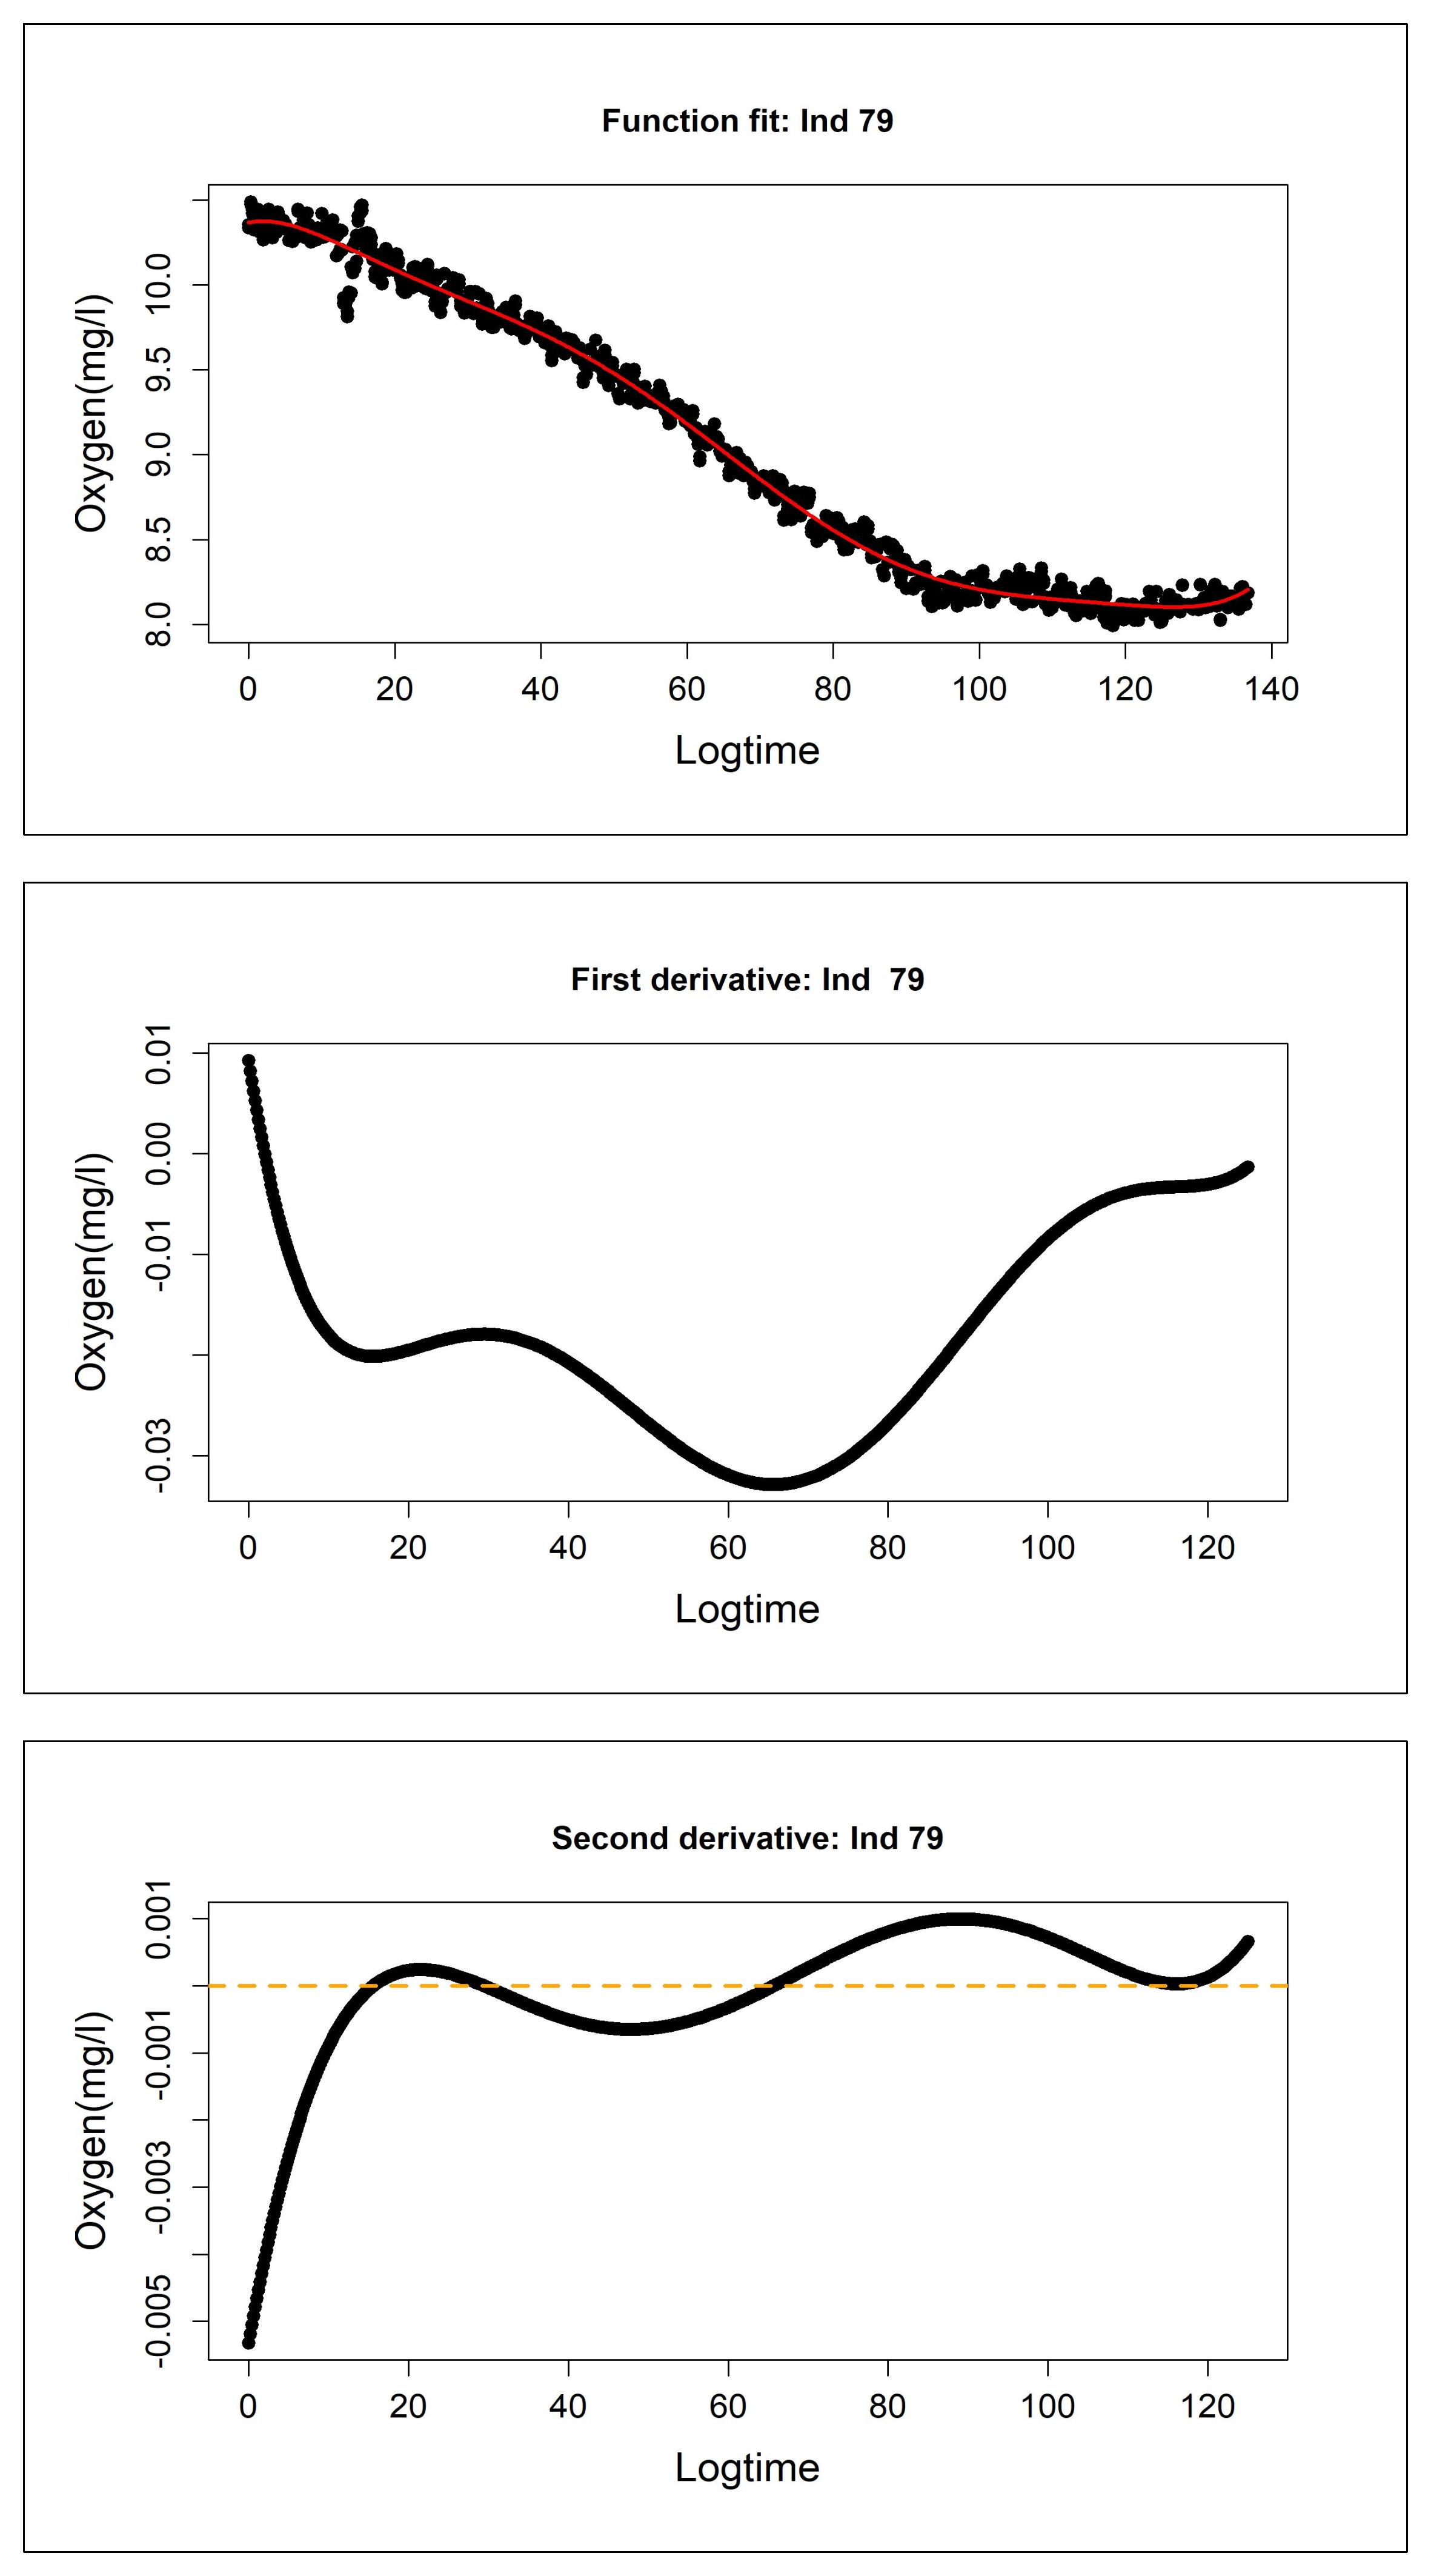 Function fit: Ind 79
Oxygen(mg/l)
10.0
9.5
9.0
8.5
8.0
0 20 40 60 80 100 120 140
Logtime
First derivative: Ind  79
Oxygen(mg/l)
0.01
0.00
-0.01
-0.03
0 20 40 60 80 100 120
Logtime
Second derivative: Ind 79
Oxygen(mg/l)
0.001
-0.001
-0.003
-0.005
0 20 40 60 80 100 120
Logtime